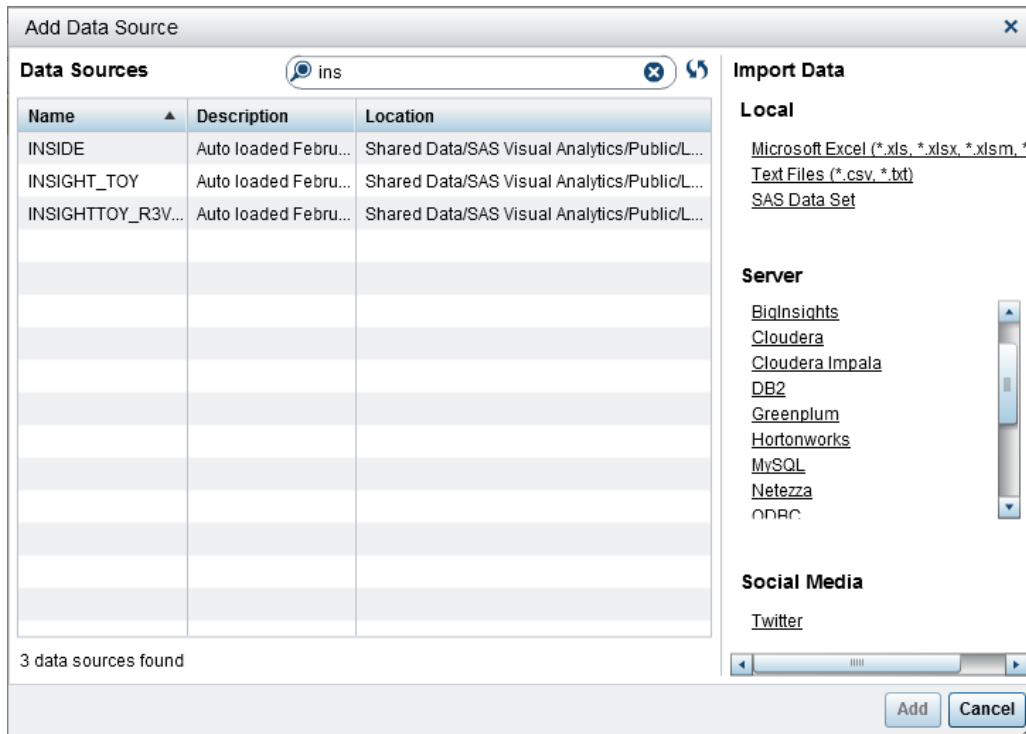 Add Data Source
Data Sources
ins
Name Description Location
INSIDE Auto loaded Febru... Shared Data/SAS Visual Analytics/Public/L...
INSIGHT_TOY Auto loaded Febru... Shared Data/SAS Visual Analytics/Public/L...
INSIGHTTOY_R3V... Auto loaded Febru... Shared Data/SAS Visual Analytics/Public/L...
3 data sources found
Import Data
Local
Microsoft Excel (*.xls, *.xlsx, *.xlsm, *
Text Files (*.csv, *.txt)
SAS Data Set
Server
BigInsights
Cloudera
Cloudera Impala
DB2
Greenplum
Hortonworks
MySQL
Netezza
ODBC
Social Media
Twitter
Add Cancel